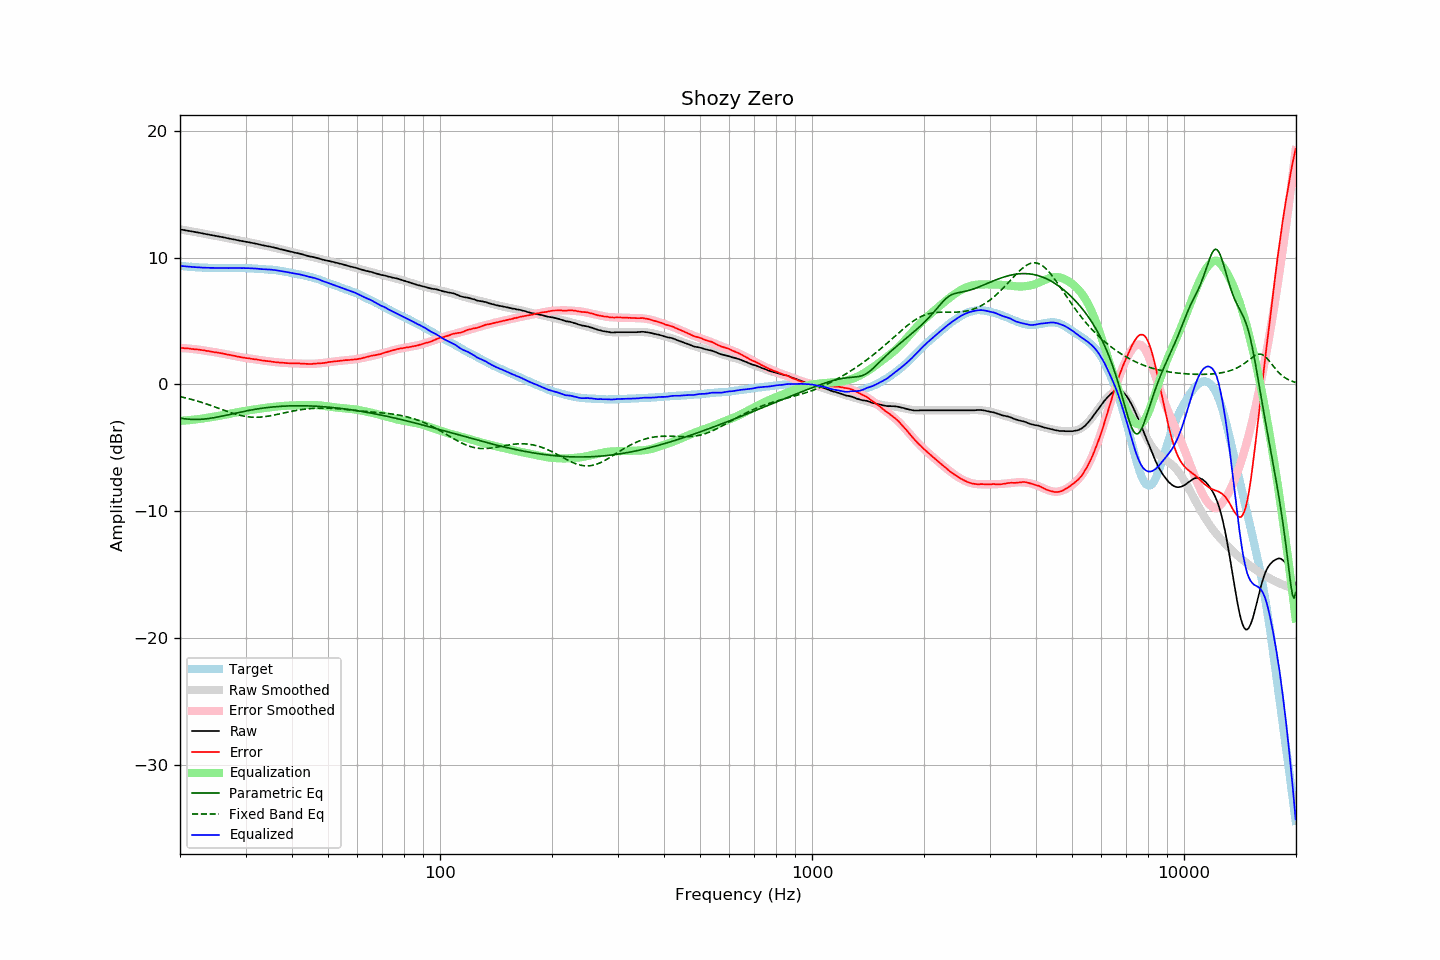 Shozy Zero
Amplitude (dBr)
20
10
0
−10
−20
−30
Target
Raw Smoothed
Error Smoothed
Raw
Error
Equalization
Parametric Eq
Fixed Band Eq
Equalized
100
1000
10000
Frequency (Hz)